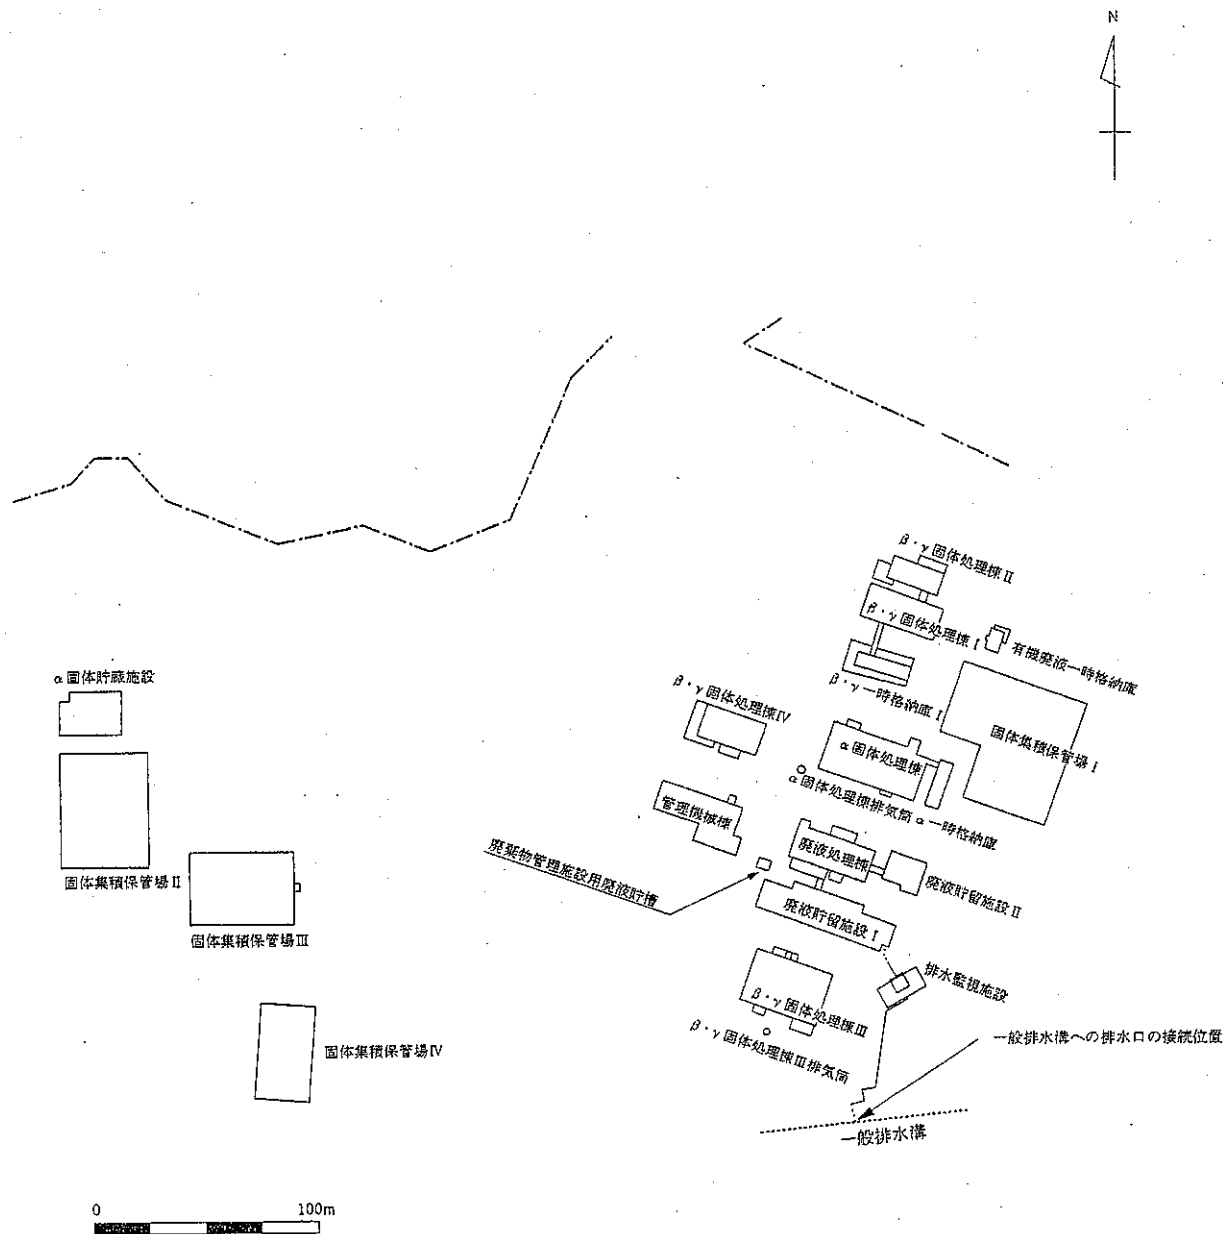 N
β・γ固体処理棟Ⅱ
β・γ固体処理棟Ⅰ
有機廃液一時格納庫
β・γ一時格納庫Ⅰ
α固体貯蔵施設
β・γ固体処理棟Ⅳ
固体集積保管場Ⅰ
α固体処理棟
α固体処理棟排気筒
α一時格納庫
管理機械棟
廃液処理棟
廃棄物管理施設用廃液貯槽
廃液貯留施設Ⅱ
固体集積保管場Ⅱ
廃液貯留施設Ⅰ
固体集積保管場Ⅲ
排水監視施設
β・γ固体処理棟Ⅲ
β・γ固体処理棟Ⅲ排気筒
一般排水溝への排水口の接続位置
固体集積保管場Ⅳ
一般排水溝
0 100m